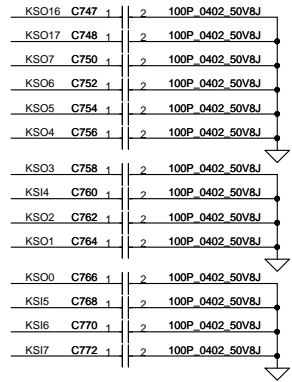 KSO16 C747 1 2 100P_0402_50V8J
KSO17 C748 1 2 100P_0402_50V8J
KSO7 C750 1 2 100P_0402_50V8J
KSO6 C752 1 2 100P_0402_50V8J
KSO5 C754 1 2 100P_0402_50V8J
KSO4 C756 1 2 100P_0402_50V8J
KSO3 C758 1 2 100P_0402_50V8J
KSI4 C760 1 2 100P_0402_50V8J
KSO2 C762 1 2 100P_0402_50V8J
KSO1 C764 1 2 100P_0402_50V8J
KSO0 C766 1 2 100P_0402_50V8J
KSI5 C768 1 2 100P_0402_50V8J
KSI6 C770 1 2 100P_0402_50V8J
KSI7 C772 1 2 100P_0402_50V8J